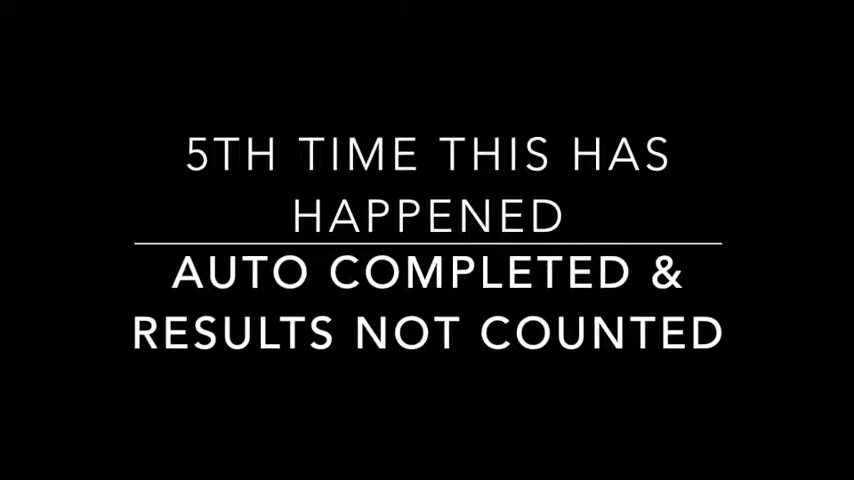 5TH TIME THIS HAS
HAPPENED
AUTO COMPLETED &
RESULTS NOT COUNTED